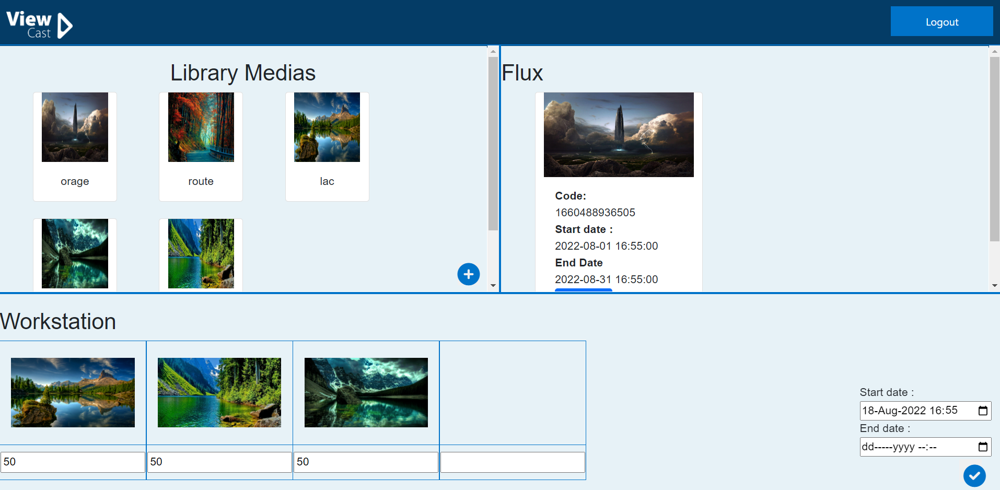 View
Cast
Logout
Library Medias
orage
route
lac
Flux
Code:
1660488936505
Start date :
2022-08-01 16:55:00
End Date
2022-08-31 16:55:00
Workstation
50
50
50
Start date :
18-Aug-2022 16:55
End date :
dd-----yyyy --:--